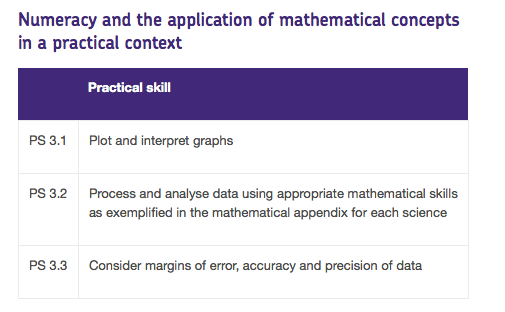 Numeracy and the application of mathematical concepts
in a practical context
Practical skill
PS 3.1 Plot and interpret graphs
PS 3.2 Process and analyse data using appropriate mathematical skills
as exemplified in the mathematical appendix for each science
PS 3.3 Consider margins of error, accuracy and precision of data